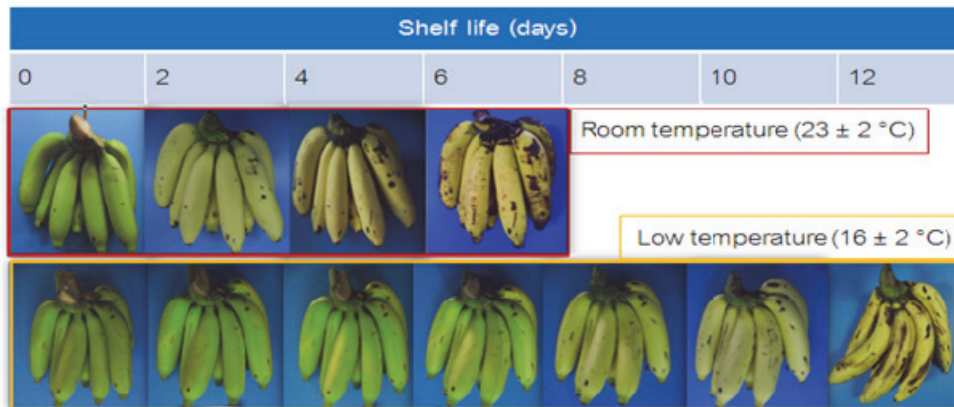 Shelf life (days)
0 2 4 6 8 10 12
Room temperature (23 ± 2 °C)
Low temperature (16 ± 2 °C)